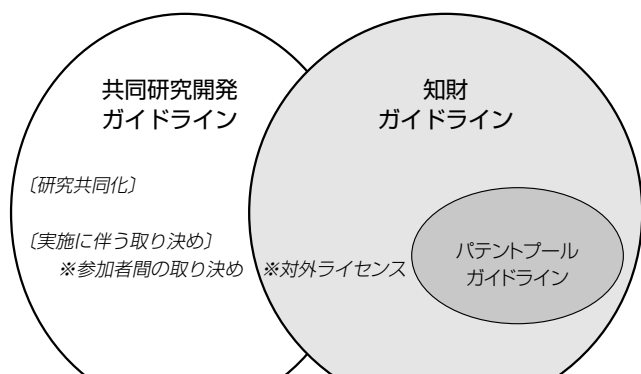 共同研究開発
ガイドライン
知財
ガイドライン
〔研究共同化〕
〔実施に伴う取り決め〕
※参加者間の取り決め ※対外ライセンス
パテントプール
ガイドライン